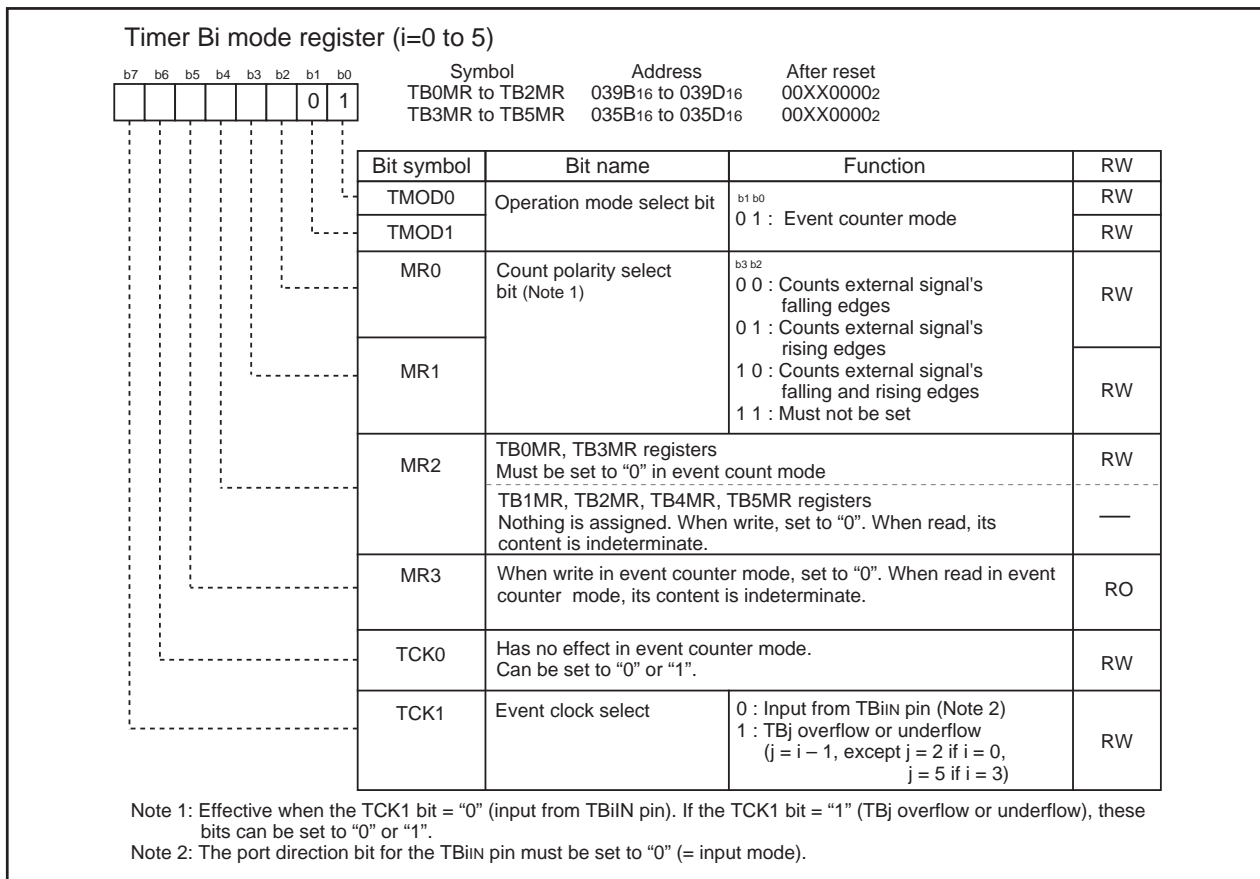 Timer Bi mode register (i=0 to 5)
b7 b6 b5 b4 b3 b2 b1 b0
0 1
Symbol Address After reset
TB0MR to TB2MR 039B16 to 039D16 00XX00002
TB3MR to TB5MR 035B16 to 035D16 00XX00002
Bit symbol Bit name Function RW
TMOD0 Operation mode select bit b1 b0 RW
0 1 : Event counter mode
TMOD1 RW
MR0 Count polarity select b3 b2
bit (Note 1) 0 0 : Counts external signal's RW
falling edges
0 1 : Counts external signal's
rising edges
MR1 1 0 : Counts external signal's RW
falling and rising edges
1 1 : Must not be set
MR2 TB0MR, TB3MR registers RW
Must be set to “0” in event count mode
TB1MR, TB2MR, TB4MR, TB5MR registers —
Nothing is assigned. When write, set to “0”. When read, its
content is indeterminate.
MR3 When write in event counter mode, set to “0”. When read in event RO
counter mode, its content is indeterminate.
TCK0 Has no effect in event counter mode. RW
Can be set to “0” or “1”.
TCK1 Event clock select 0 : Input from TBiIN pin (Note 2) RW
1 : TBj overflow or underflow
(j = i – 1, except j = 2 if i = 0,
j = 5 if i = 3)
Note 1: Effective when the TCK1 bit = “0” (input from TBiIN pin). If the TCK1 bit = “1” (TBj overflow or underflow), these
bits can be set to “0” or “1”.
Note 2: The port direction bit for the TBiIN pin must be set to “0” (= input mode).